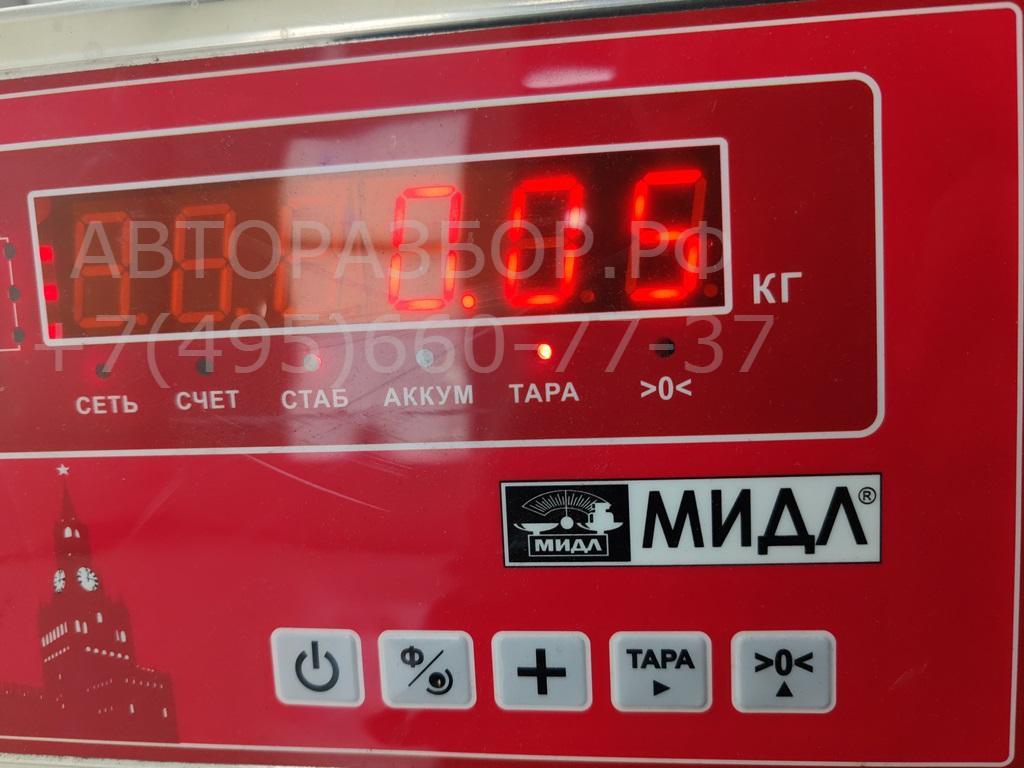 0.05
КГ
АВТОРАЗБОР.РФ
+7(495)660-77-37
СЕТЬ СЧЕТ СТАБ АККУМ ТАРА >0<
МИДЛ МИДЛ®
Ф ТАРА >0<